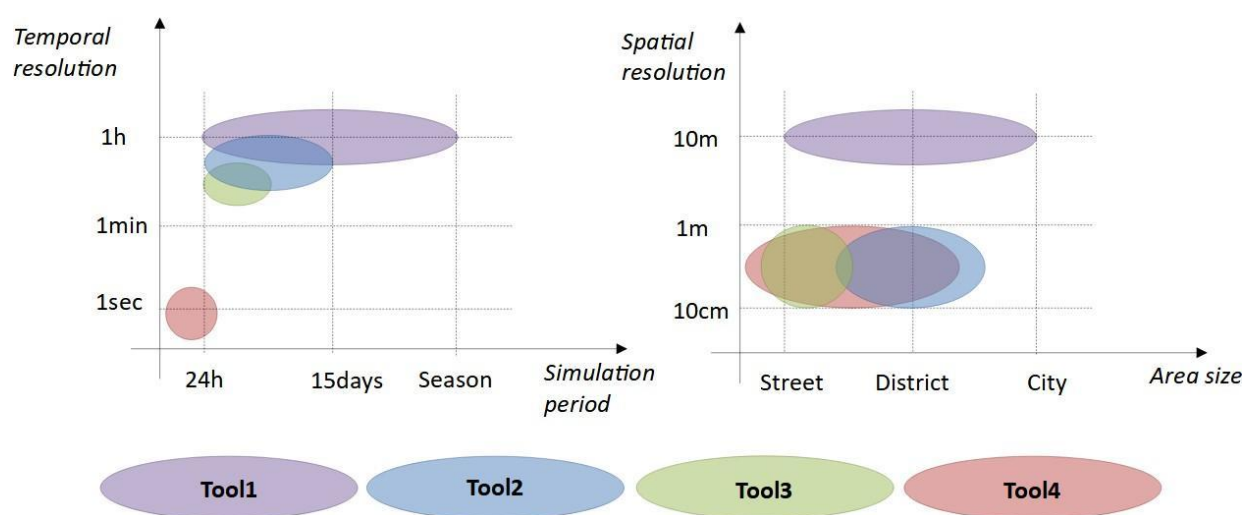 Temporal
resolution
1h
1min
1sec
24h
15days
Season
Simulation
period
Spatial
resolution
10m
1m
10cm
Street
District
City
Area size
Tool1
Tool2
Tool3
Tool4